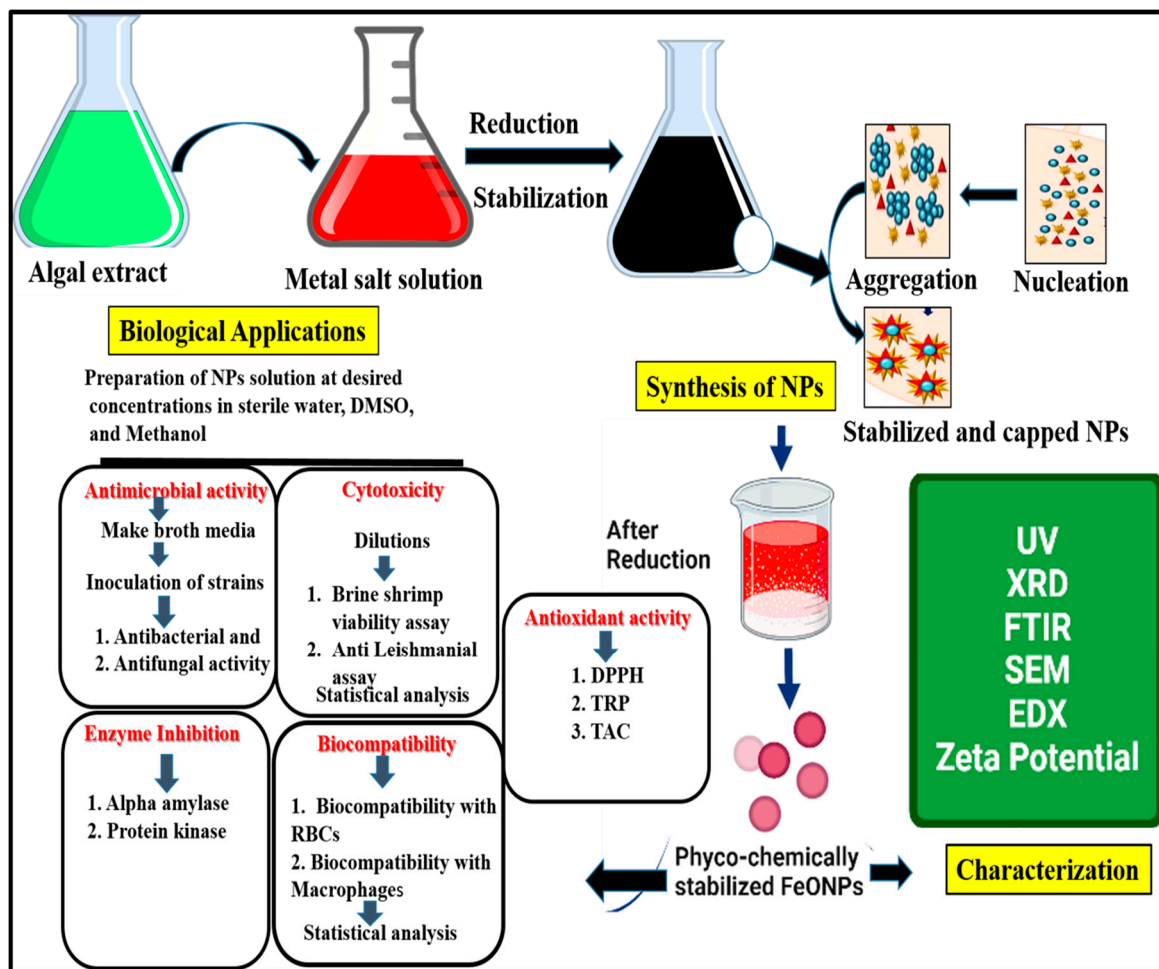 Algal extract
Metal salt solution
Reduction
Stabilization
Aggregation
Nucleation
Stabilized and capped NPs
Biological Applications
Preparation of NPs solution at desired
concentrations in sterile water, DMSO,
and Methanol
Antimicrobial activity
Make broth media
Inoculation of strains
1. Antibacterial and
2. Antifungal activity
Cytotoxicity
Dilutions
1. Brine shrimp
viability assay
2. Anti Leishmanial
assay
Statistical analysis
Enzyme Inhibition
1. Alpha amylase
2. Protein kinase
Biocompatibility
1. Biocompatibility with
RBCs
2. Biocompatibility with
Macrophages
Statistical analysis
Antioxidant activity
1. DPPH
2. TRP
3. TAC
Synthesis of NPs
After
Reduction
Phyco-chemically
stabilized FeONPs
UV
XRD
FTIR
SEM
EDX
Zeta Potential
Characterization